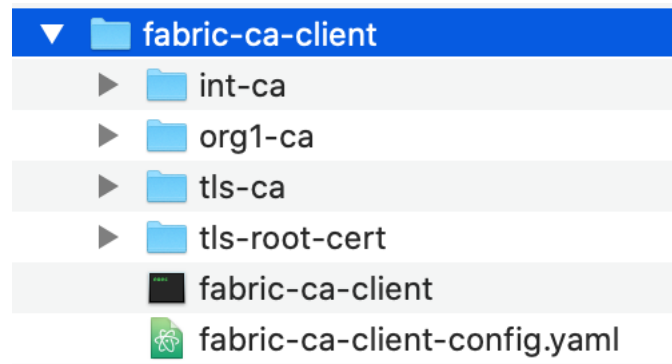 fabric-ca-client
int-ca
org1-ca
tls-ca
tls-root-cert
fabric-ca-client
fabric-ca-client-config.yaml